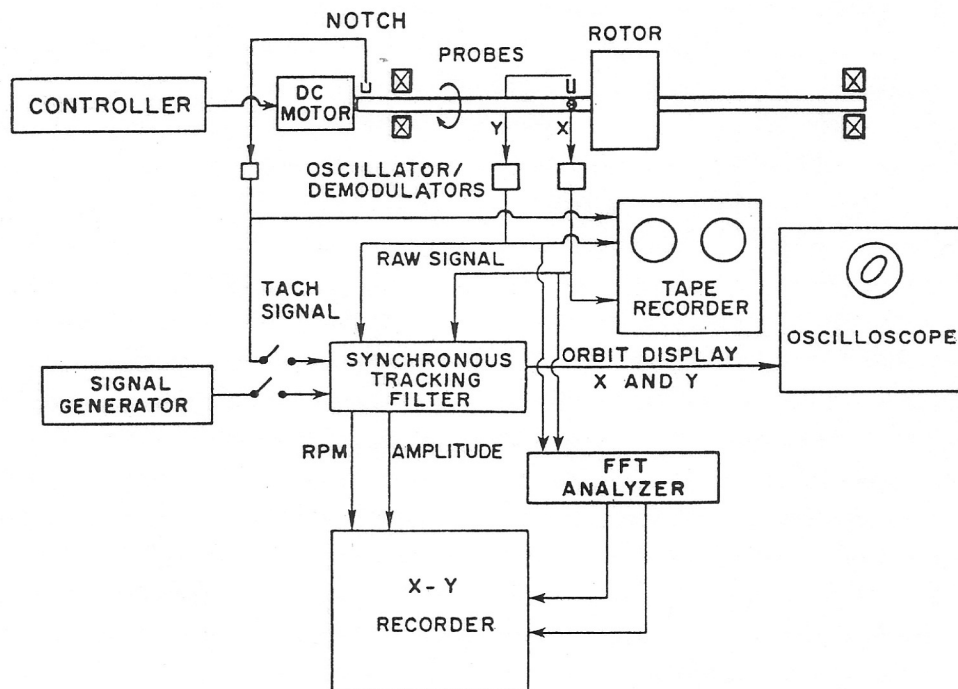 NOTCH
PROBES
ROTOR
CONTROLLER
DC
MOTOR
Y
X
OSCILLATOR/
DEMODULATORS
RAW SIGNAL
TAPE
RECORDER
TACH
SIGNAL
OSCILLOSCOPE
SYNCHRONOUS
TRACKING
FILTER
ORBIT DISPLAY
X AND Y
SIGNAL
GENERATOR
RPM
AMPLITUDE
FFT
ANALYZER
X-Y
RECORDER